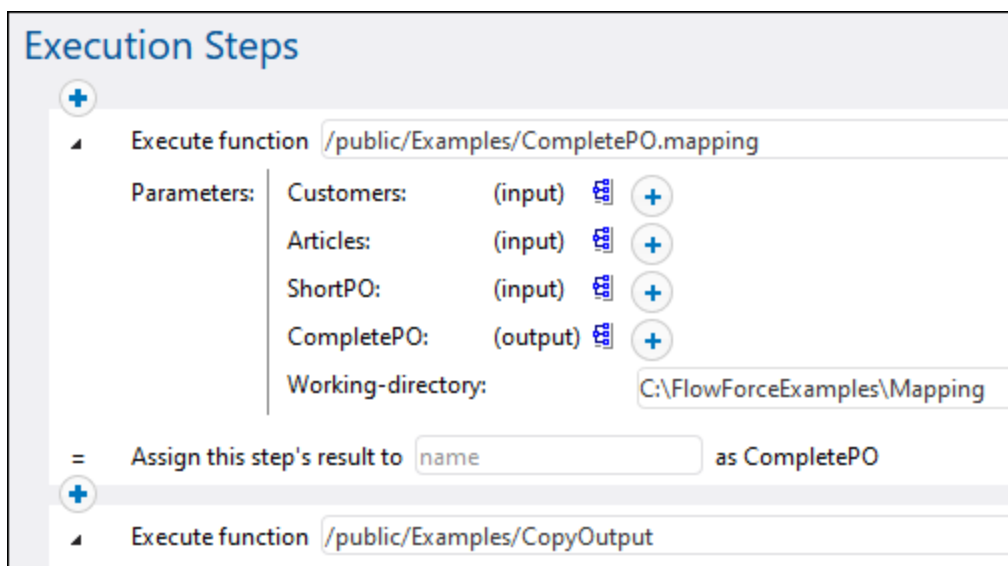 Execution Steps
Execute function /public/Examples/CompletePO.mapping
Parameters: Customers: (input)
Articles: (input)
ShortPO: (input)
CompletePO: (output)
Working-directory: C:\FlowForceExamples\Mapping
= Assign this step's result to name as CompletePO
Execute function /public/Examples/CopyOutput